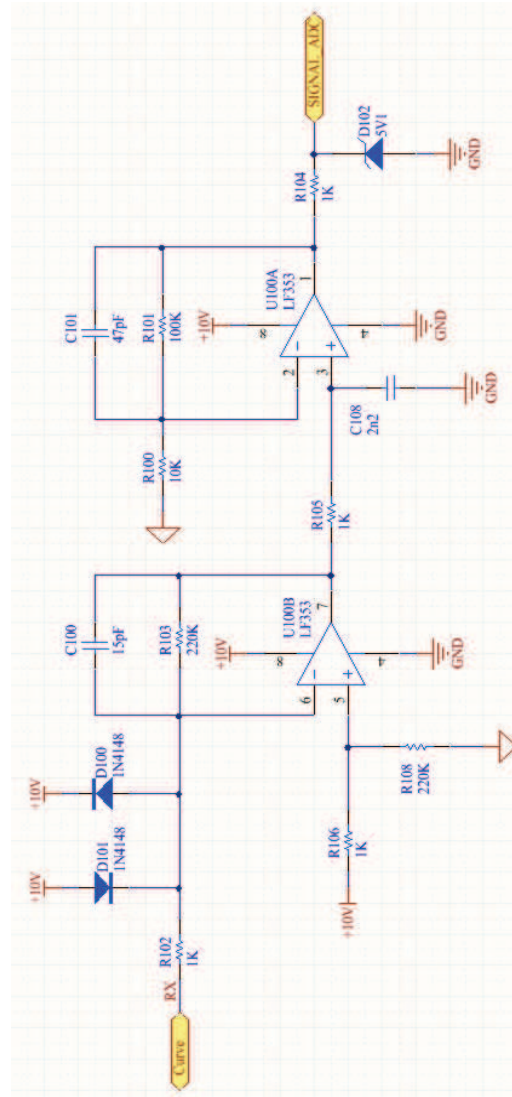 Curve
RX
R102
1K
+10V
D101
1N4148
+10V
D100
1N4148
C100
15pF
R103
220K
+10V
8
U100B
LF353
6
5
7
4
GND
+10V
R106
1K
R108
220K
R105
1K
C108
2n2
GND
R100
10K
C101
47pF
R101
100K
+10V
8
U100A
LF353
2
3
1
4
GND
R104
1K
D102
5V1
GND
SIGNAL_ADC